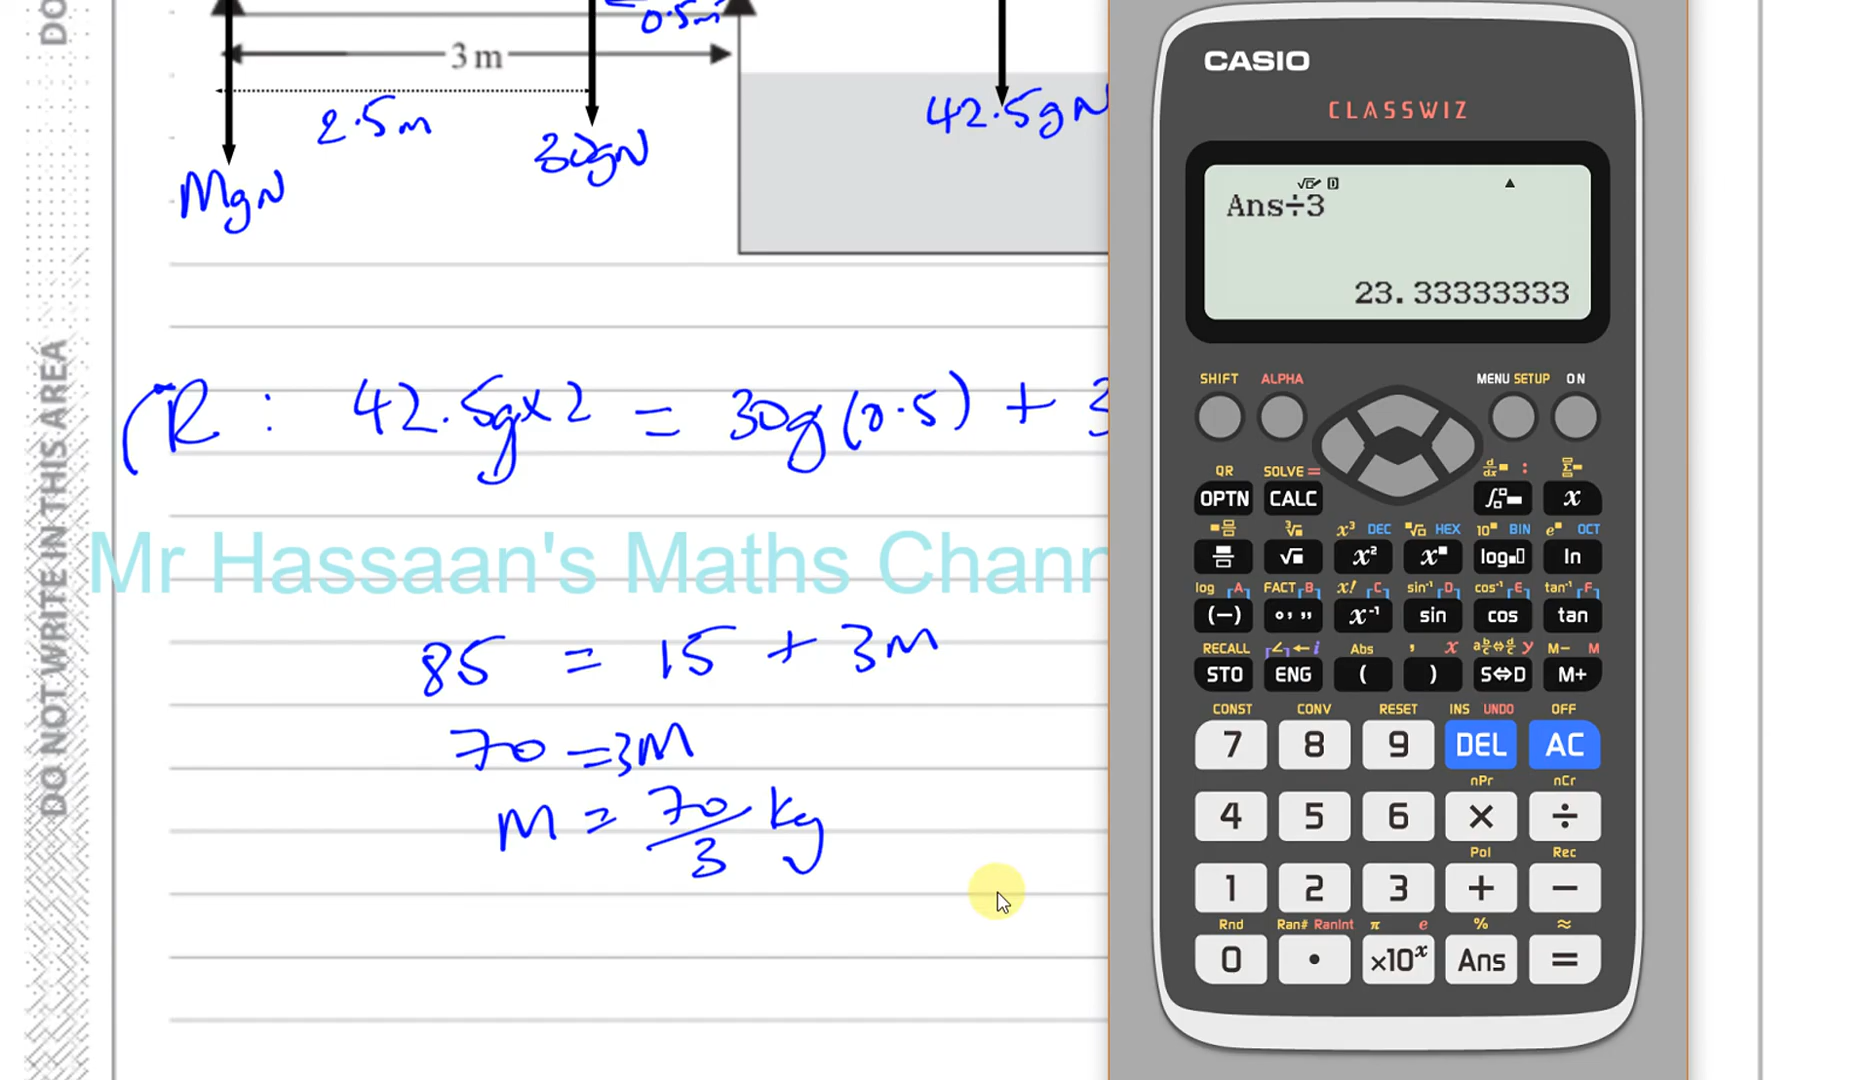 DO
DO NOT WRITE IN THIS AREA
0.5m
3 m
2.5m
MgN
30gN
42.5gN
R : 42.5g×2 = 30g(0.5) + 3
Mr Hassaan's Maths Chann
85 = 15 + 3M
70 = 3M
M = 70/3 kg
CASIO
CLASSWIZ
√ D ▲
Ans÷3
23.33333333
SHIFT ALPHA MENU SETUP ON
QR SOLVE = d/dx :
OPTN CALC x
x³ DEC HEX 10 BIN e OCT
√ x² x log ln
log A FACT B x! C sin⁻¹ D cos⁻¹ E tan⁻¹ F
(−) x⁻¹ sin cos tan
RECALL ∠ ← i Abs , x a b/c⇔d/c y M− M
STO ENG ( ) S⇔D M+
CONST CONV RESET INS UNDO OFF
7 8 9 DEL AC
nPr nCr
4 5 6 × ÷
Pol Rec
1 2 3 + −
Rnd Ran# RanInt π e % ≈
0 • ×10ˣ Ans =